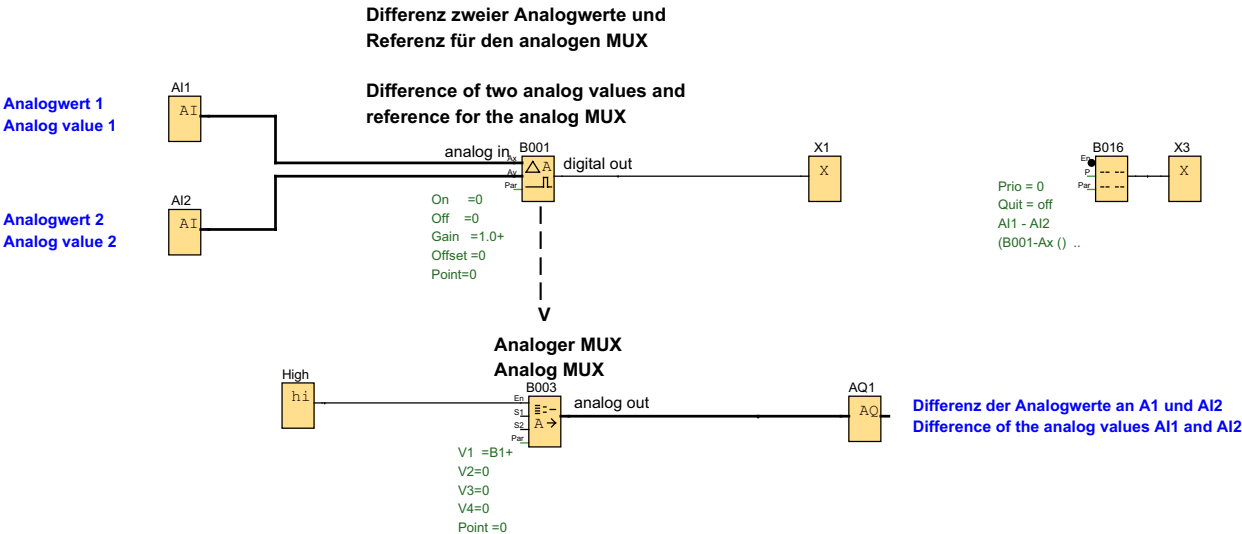 Differenz zweier Analogwerte und
Referenz für den analogen MUX
Difference of two analog values and
reference for the analog MUX
Analogwert 1
Analog value 1
AI1
AI
Analogwert 2
Analog value 2
AI2
AI
analog in
B001
Ax
Ay
Par
A
digital out
On =0
Off =0
Gain =1.0+
Offset =0
Point=0
X1
X
B016
En
P
Par
Prio = 0
Quit = off
AI1 - AI2
(B001-Ax () ..
X3
X
V
Analoger MUX
Analog MUX
High
hi
B003
En
S1
S2
Par
A
analog out
V1 =B1+
V2=0
V3=0
V4=0
Point =0
AQ1
AQ
Differenz der Analogwerte an A1 und AI2
Difference of the analog values AI1 and AI2